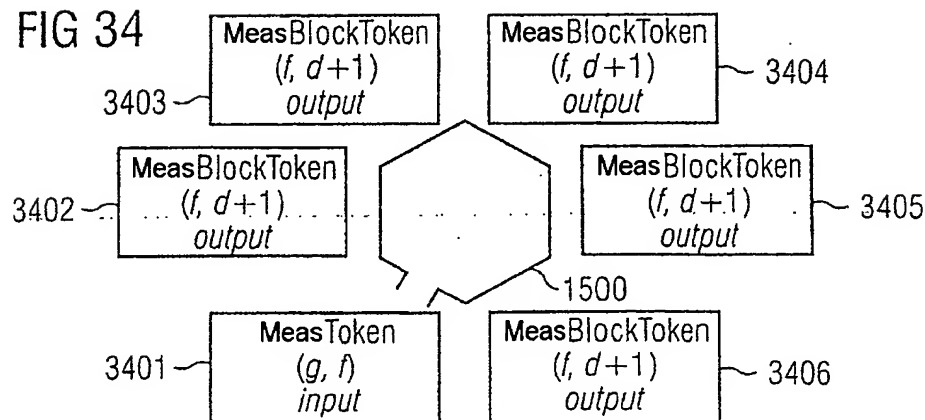 FIG 34
MeasBlockToken
(f, d+1)
output
3403
MeasBlockToken
(f, d+1)
output
3404
MeasBlockToken
(f, d+1)
output
3402
MeasBlockToken
(f, d+1)
output
3405
1500
MeasToken
(g, f)
input
3401
MeasBlockToken
(f, d+1)
output
3406